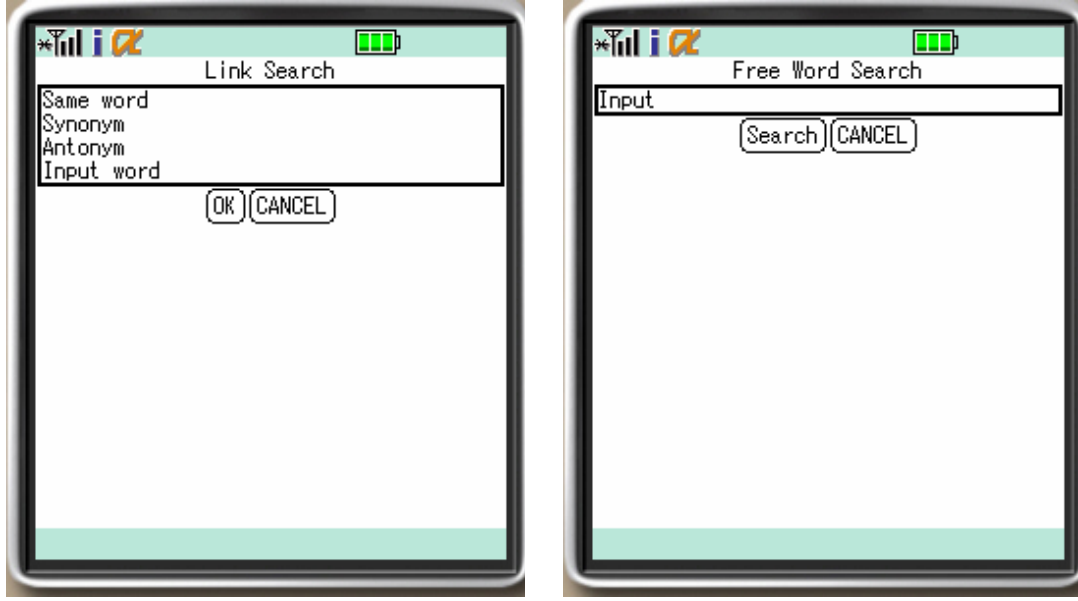 i α
Link Search
Same word
Synonym
Antonym
Input word
OK CANCEL
i α
Free Word Search
Input
Search CANCEL